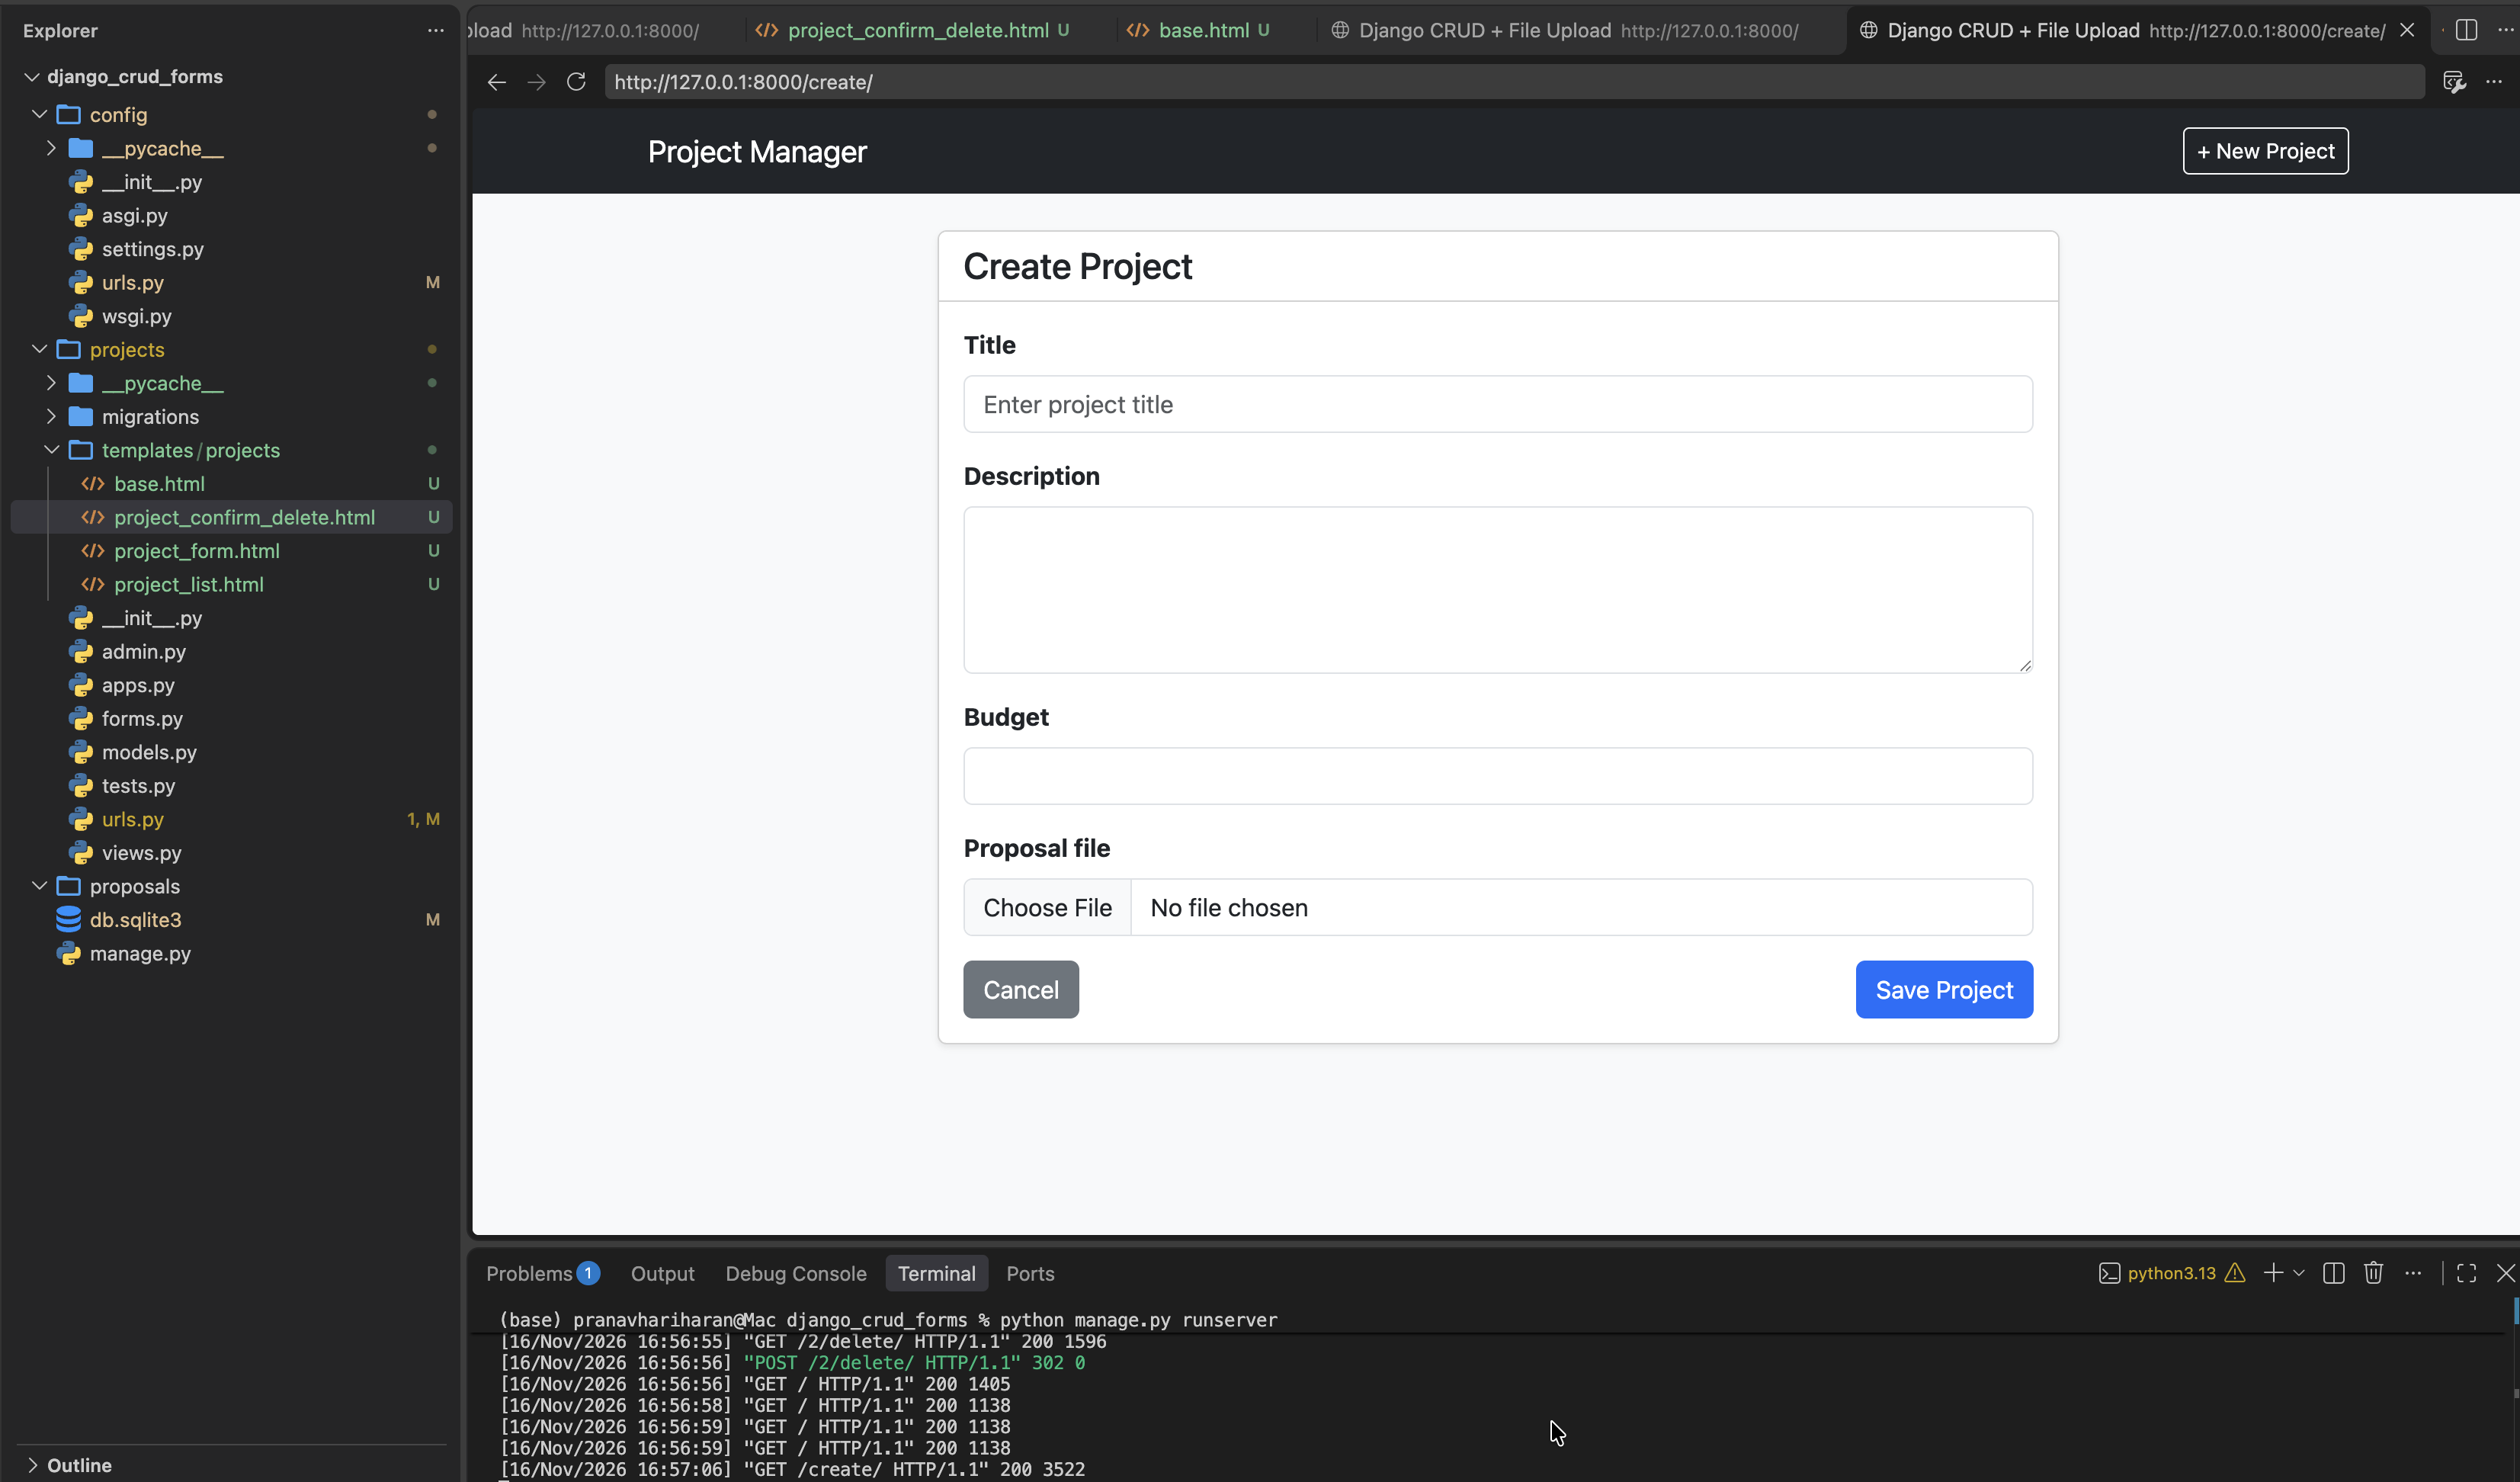 Explorer
django_crud_forms
config
__pycache__
__init__.py
asgi.py
settings.py
urls.py M
wsgi.py
projects
__pycache__
migrations
templates/projects
base.html U
project_confirm_delete.html U
project_form.html U
project_list.html U
__init__.py
admin.py
apps.py
forms.py
models.py
tests.py
urls.py 1, M
views.py
proposals
db.sqlite3 M
manage.py
Outline
pload http://127.0.0.1:8000/ </> project_confirm_delete.html U </> base.html U Django CRUD + File Upload http://127.0.0.1:8000/ Django CRUD + File Upload http://127.0.0.1:8000/create/
http://127.0.0.1:8000/create/
Project Manager + New Project
Create Project
Title
Enter project title
Description
Budget
Proposal file
Choose File No file chosen
Cancel Save Project
Problems 1 Output Debug Console Terminal Ports python3.13
(base) pranavhariharan@Mac django_crud_forms % python manage.py runserver
[16/Nov/2026 16:56:55] "GET /2/delete/ HTTP/1.1" 200 1596
[16/Nov/2026 16:56:56] "POST /2/delete/ HTTP/1.1" 302 0
[16/Nov/2026 16:56:56] "GET / HTTP/1.1" 200 1405
[16/Nov/2026 16:56:58] "GET / HTTP/1.1" 200 1138
[16/Nov/2026 16:56:59] "GET / HTTP/1.1" 200 1138
[16/Nov/2026 16:56:59] "GET / HTTP/1.1" 200 1138
[16/Nov/2026 16:57:06] "GET /create/ HTTP/1.1" 200 3522